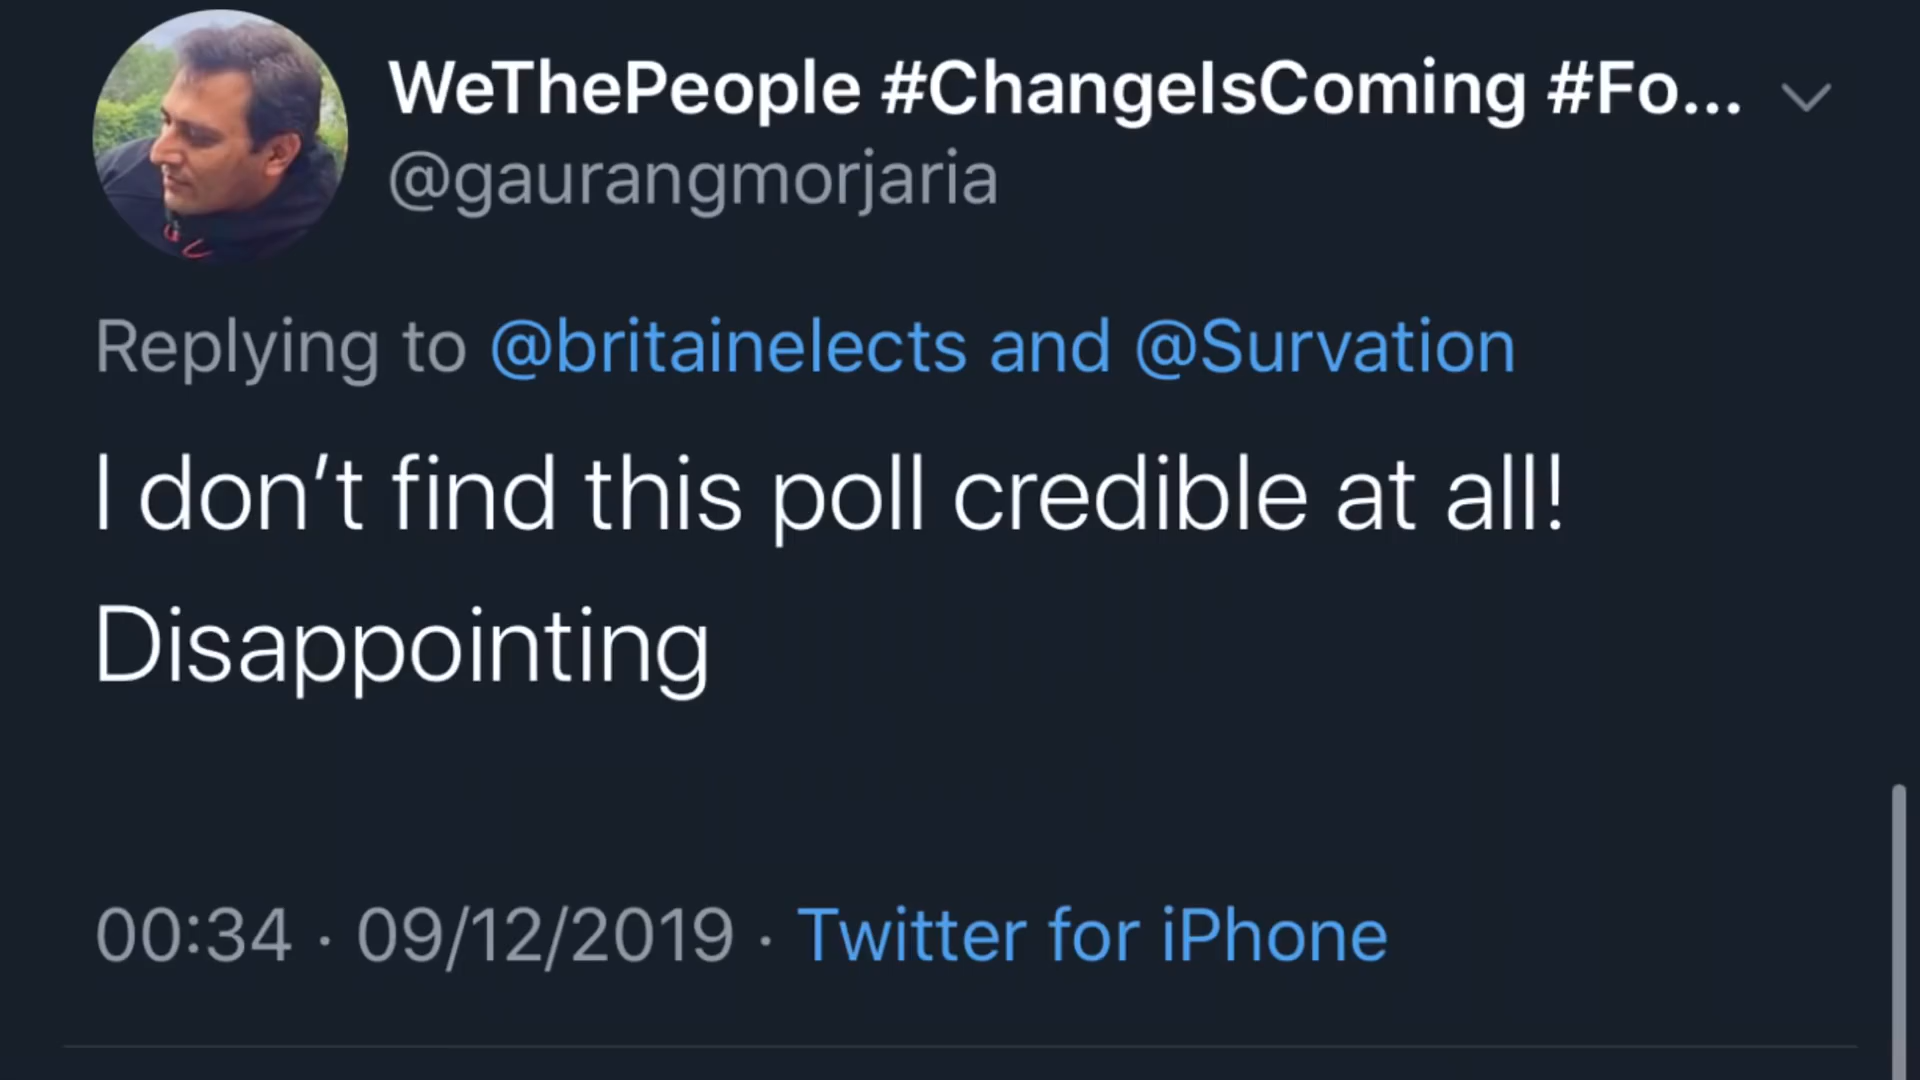 WeThePeople #ChangeIsComing #Fo...
@gaurangmorjaria
Replying to @britainelects and @Survation
I don’t find this poll credible at all!
Disappointing
00:34 · 09/12/2019 · Twitter for iPhone